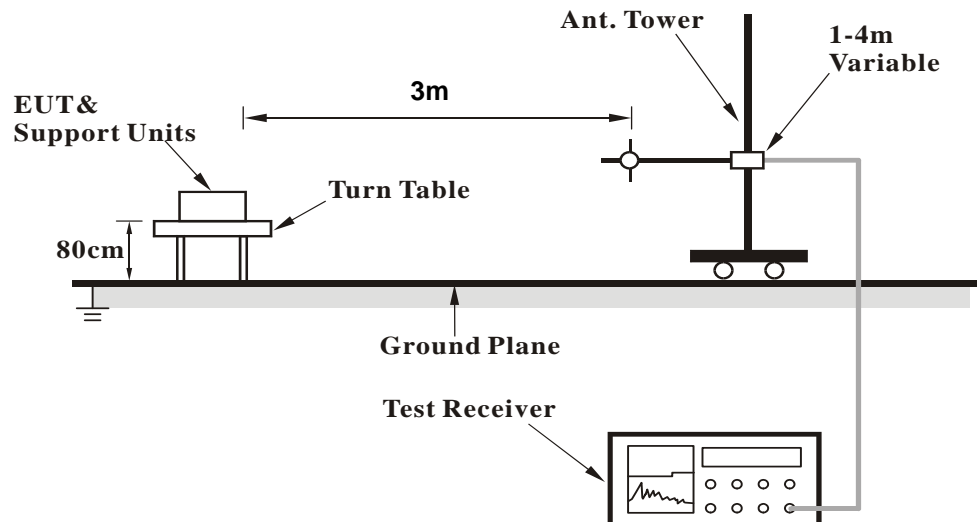 Ant. Tower
1-4m
Variable
3m
EUT&
Support Units
Turn Table
80cm
Ground Plane
Test Receiver